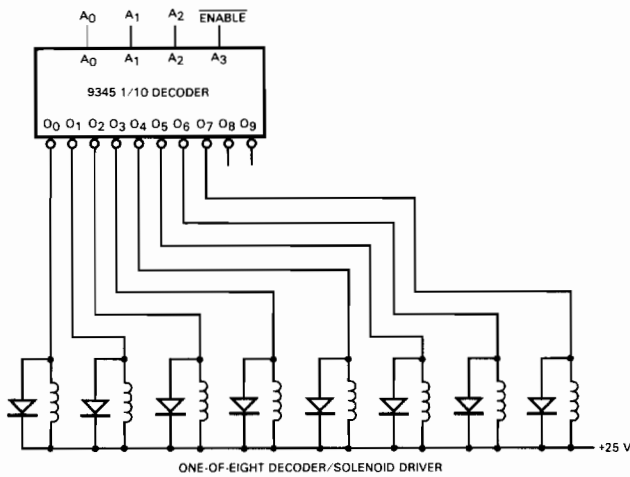 A0 A1 A2 ENABLE
A0 A1 A2 A3
9345 1/10 DECODER
O0 O1 O2 O3 O4 O5 O6 O7 O8 O9
+25 V
ONE-OF-EIGHT DECODER/SOLENOID DRIVER